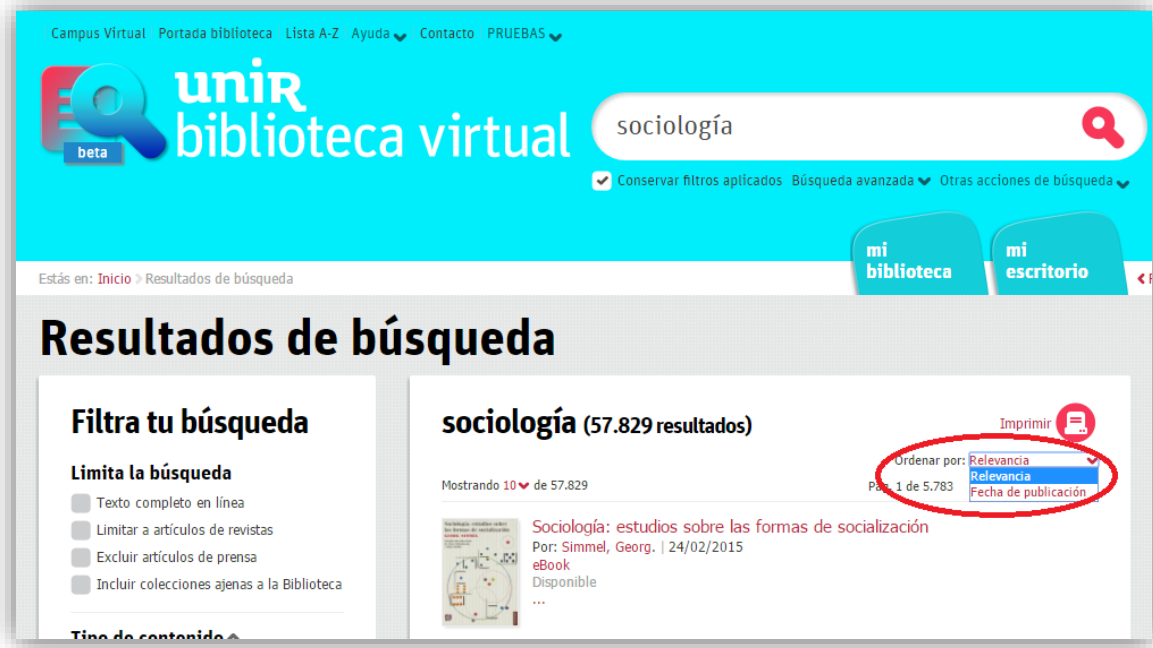 Campus Virtual Portada biblioteca Lista A-Z Ayuda Contacto PRUEBAS
unir
biblioteca virtual
beta
sociología
Conservar filtros aplicados Búsqueda avanzada Otras acciones de búsqueda
mi biblioteca
mi escritorio
Estás en: Inicio > Resultados de búsqueda
Resultados de búsqueda
Filtra tu búsqueda
Limita la búsqueda
Texto completo en línea
Limitar a artículos de revistas
Excluir artículos de prensa
Incluir colecciones ajenas a la Biblioteca
Tipo de contenido
sociología (57.829 resultados)
Imprimir
Ordenar por: Relevancia
Relevancia
Fecha de publicación
Mostrando 10 de 57.829
Pág. 1 de 5.783
Sociología: estudios sobre las formas de socialización
Por: Simmel, Georg. | 24/02/2015
eBook
Disponible
...